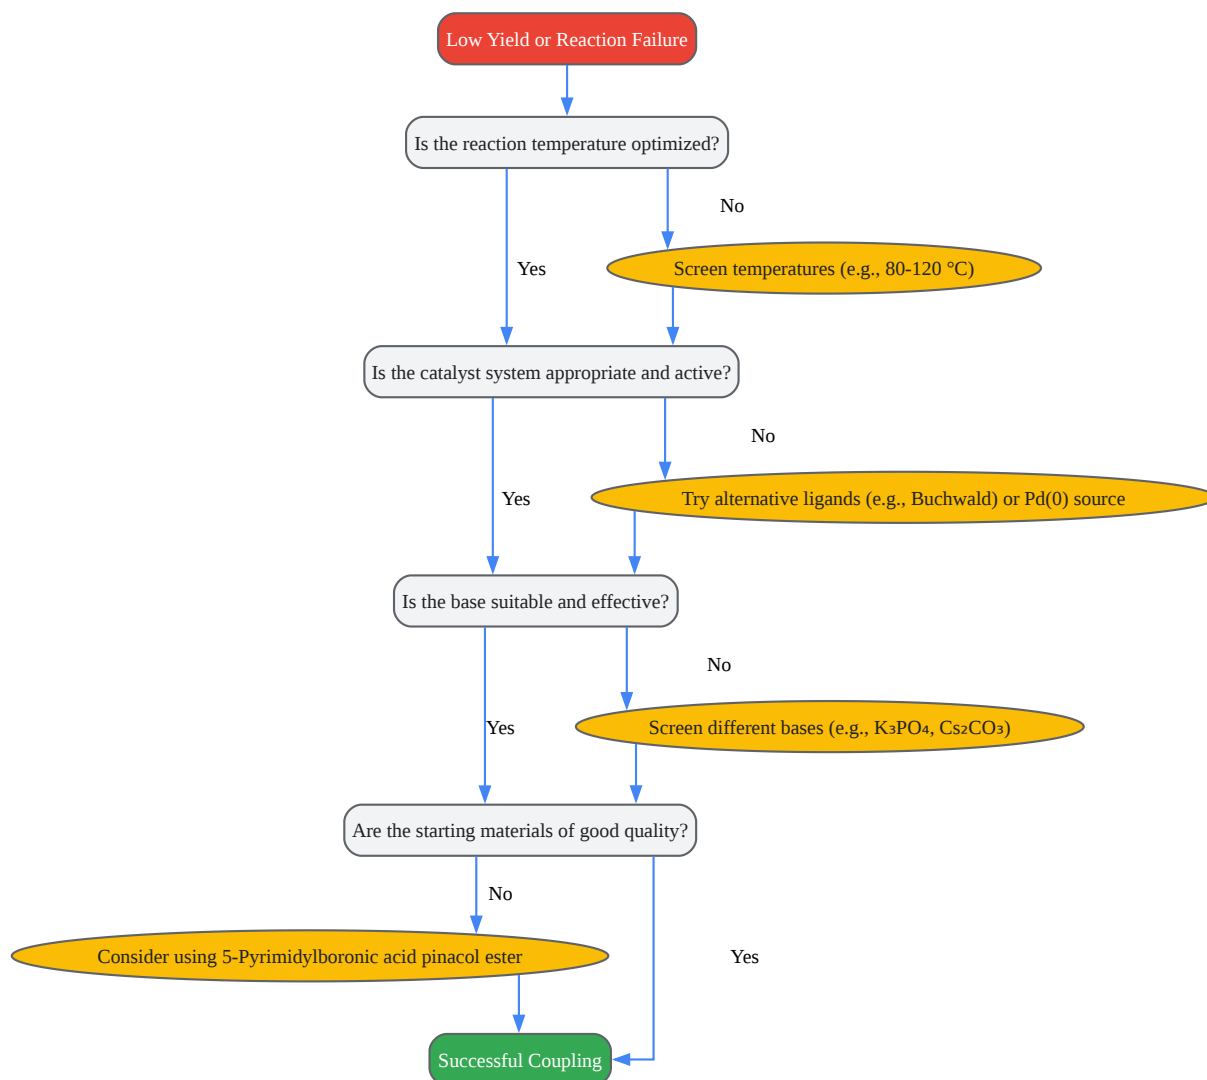 Low Yield or Reaction Failure
Is the reaction temperature optimized?
No
Yes
Screen temperatures (e.g., 80-120 °C)
Is the catalyst system appropriate and active?
No
Yes
Try alternative ligands (e.g., Buchwald) or Pd(0) source
Is the base suitable and effective?
No
Yes
Screen different bases (e.g., K₃PO₄, Cs₂CO₃)
Are the starting materials of good quality?
No
Consider using 5-Pyrimidylboronic acid pinacol ester
Yes
Successful Coupling